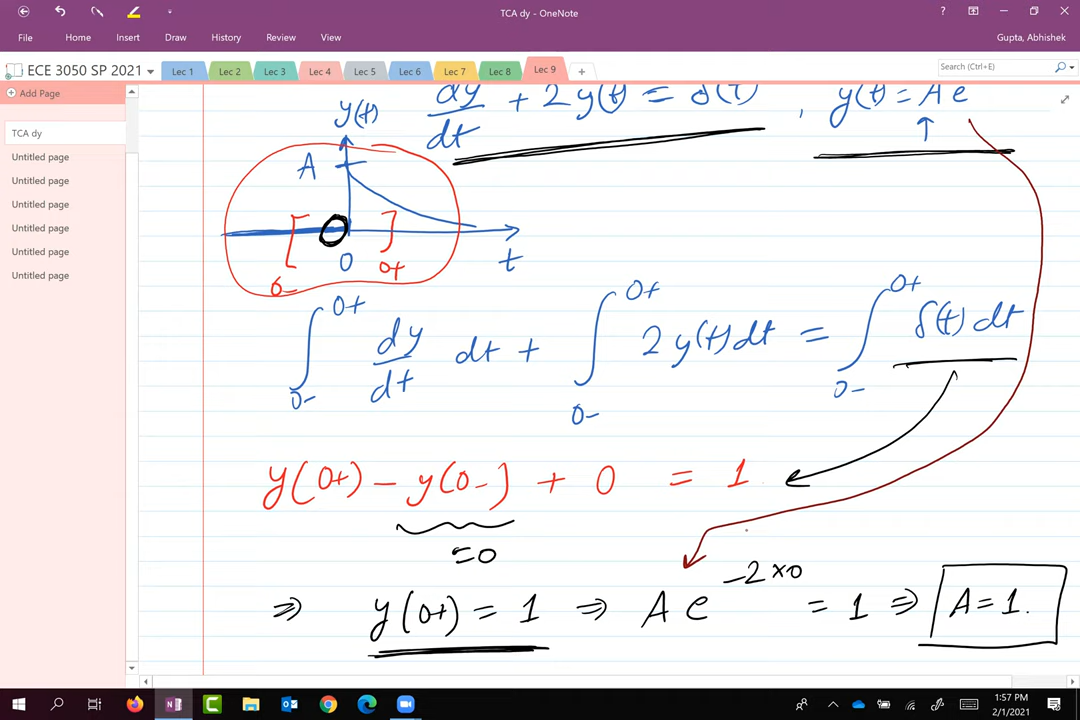 TCA dy - OneNote
?
File Home Insert Draw History Review View
Gupta, Abhishek
ECE 3050 SP 2021
Lec 1 Lec 2 Lec 3 Lec 4 Lec 5 Lec 6 Lec 7 Lec 8 Lec 9 +
Search (Ctrl+E)
Add Page
TCA dy
Untitled page
Untitled page
Untitled page
Untitled page
Untitled page
Untitled page
dy/dt + 2y(t) = δ(t) , y(t) = A e
↑
y(t)
A
[ ]
0
0- 0+
t
∫_{0-}^{0+} dy/dt dt + ∫_{0-}^{0+} 2y(t)dt = ∫_{0-}^{0+} δ(t)dt
y(0+) - y(0-) + 0 = 1
=0
⇒ y(0+) = 1 ⇒ A e^{-2×0} = 1 ⇒ A = 1.
1:57 PM
2/1/2021